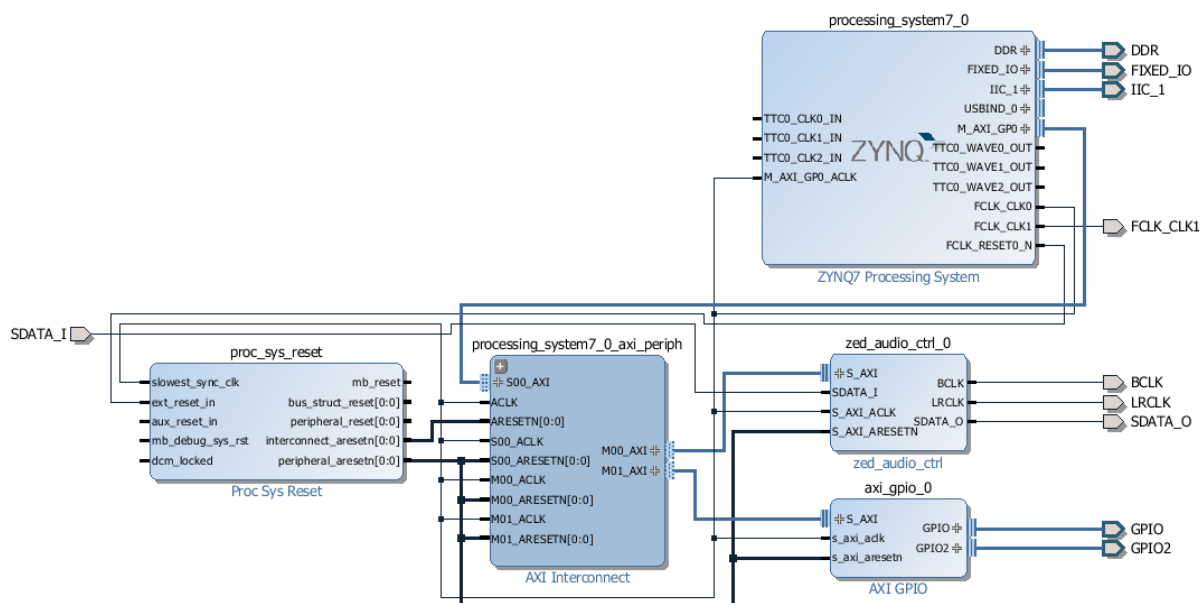 processing_system7_0
DDR
FIXED_IO
IIC_1
USBIND_0
M_AXI_GP0
TTC0_WAVE0_OUT
TTC0_WAVE1_OUT
TTC0_WAVE2_OUT
FCLK_CLK0
FCLK_CLK1
FCLK_RESET0_N
TTC0_CLK0_IN
TTC0_CLK1_IN
TTC0_CLK2_IN
M_AXI_GP0_ACLK
ZYNQ
ZYNQ7 Processing System
DDR
FIXED_IO
IIC_1
FCLK_CLK1
SDATA_I
proc_sys_reset
slowest_sync_clk
ext_reset_in
aux_reset_in
mb_debug_sys_rst
dcm_locked
mb_reset
bus_struct_reset[0:0]
peripheral_reset[0:0]
interconnect_aresetn[0:0]
peripheral_aresetn[0:0]
Proc Sys Reset
processing_system7_0_axi_periph
S00_AXI
ACLK
ARESETN[0:0]
S00_ACLK
S00_ARESETN[0:0]
M00_ACLK
M00_ARESETN[0:0]
M01_ACLK
M01_ARESETN[0:0]
M00_AXI
M01_AXI
AXI Interconnect
zed_audio_ctrl_0
S_AXI
SDATA_I
S_AXI_ACLK
S_AXI_ARESETN
BCLK
LRCLK
SDATA_O
zed_audio_ctrl
BCLK
LRCLK
SDATA_O
axi_gpio_0
S_AXI
s_axi_aclk
s_axi_aresetn
GPIO
GPIO2
AXI GPIO
GPIO
GPIO2